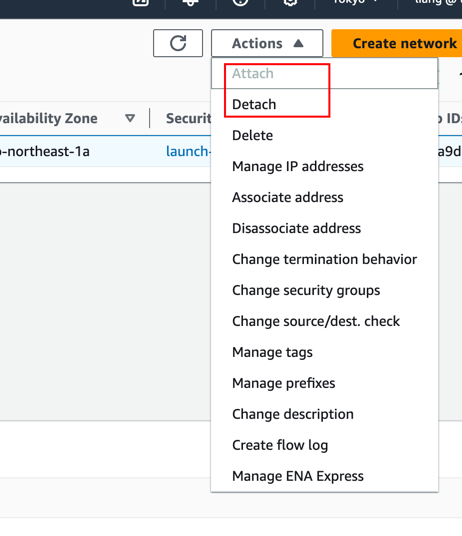 Tokyo
liang @
Actions ▲
Create network
Attach
Detach
vailability Zone ▼
Securit
ID:
-northeast-1a
launch-
a9d
Delete
Manage IP addresses
Associate address
Disassociate address
Change termination behavior
Change security groups
Change source/dest. check
Manage tags
Manage prefixes
Change description
Create flow log
Manage ENA Express